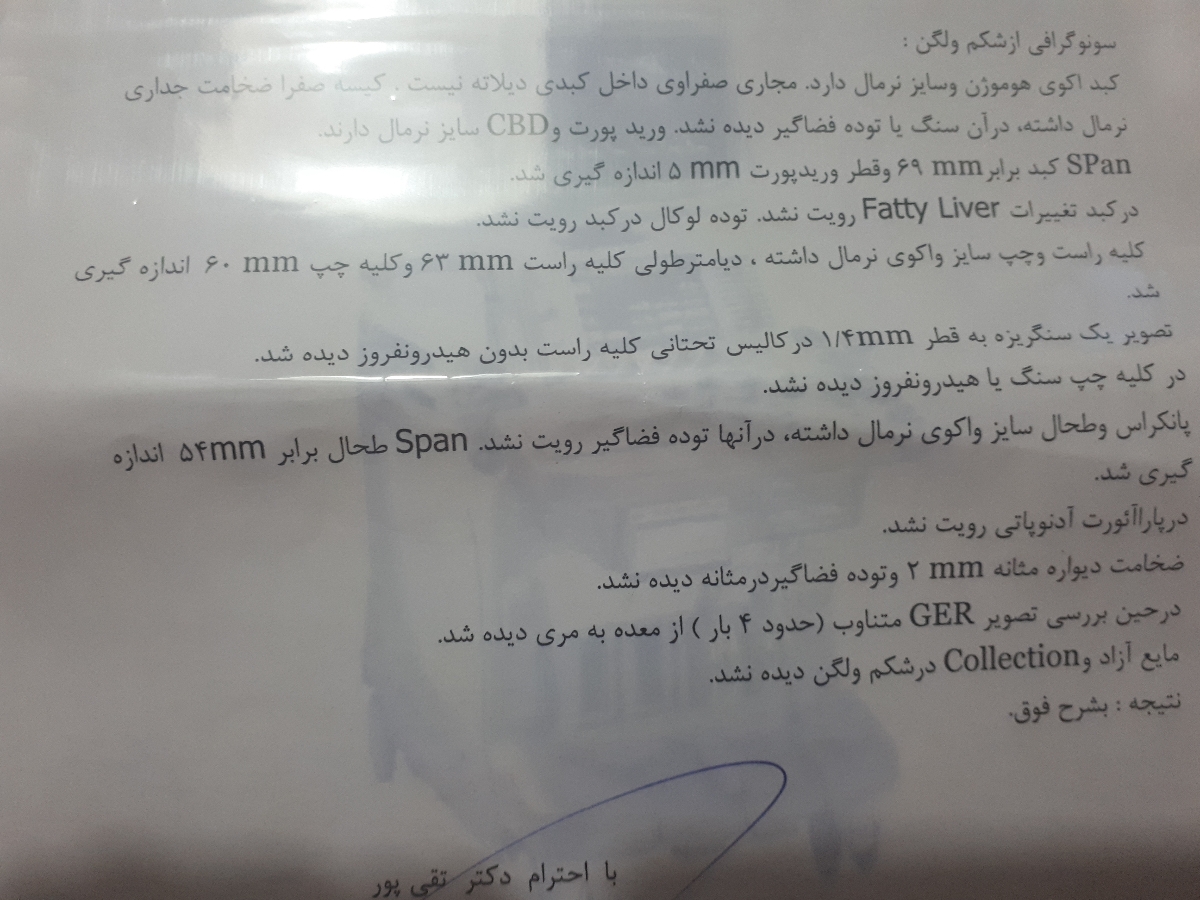 سونوگرافی ازشکم ولگن :
کبد اکوی هوموژن وسایز نرمال دارد. مجاری صفراوی داخل کبدی دیلاته نیست . کیسه صفرا ضخامت جداری
نرمال داشته، درآن سنگ یا توده فضاگیر دیده نشد. ورید پورت وCBD سایز نرمال دارند.
SPan کبد برابر۶۹ mm وقطر وریدپورت ۵ mm اندازه گیری شد.
درکبد تغییرات Fatty Liver رویت نشد. توده لوکال درکبد رویت نشد.
کلیه راست وچپ سایز واکوی نرمال داشته ، دیامترطولی کلیه راست ۶۳ mm وکلیه چپ ۶۰ mm اندازه گیری
شد.
تصویر یک سنگریزه به قطر ۱/۴mm درکالیس تحتانی کلیه راست بدون هیدرونفروز دیده شد.
در کلیه چپ سنگ یا هیدرونفروز دیده نشد.
پانکراس وطحال سایز واکوی نرمال داشته، درآنها توده فضاگیر رویت نشد. Span طحال برابر ۵۴mm اندازه
گیری شد.
درپاراآئورت آدنوپاتی رویت نشد.
ضخامت دیواره مثانه ۲ mm وتوده فضاگیردرمثانه دیده نشد.
درحین بررسی تصویر GER متناوب (حدود ۴ بار ) از معده به مری دیده شد.
مایع آزاد وCollection درشکم ولگن دیده نشد.
نتیجه : بشرح فوق.
با احترام دکتر تقی پور